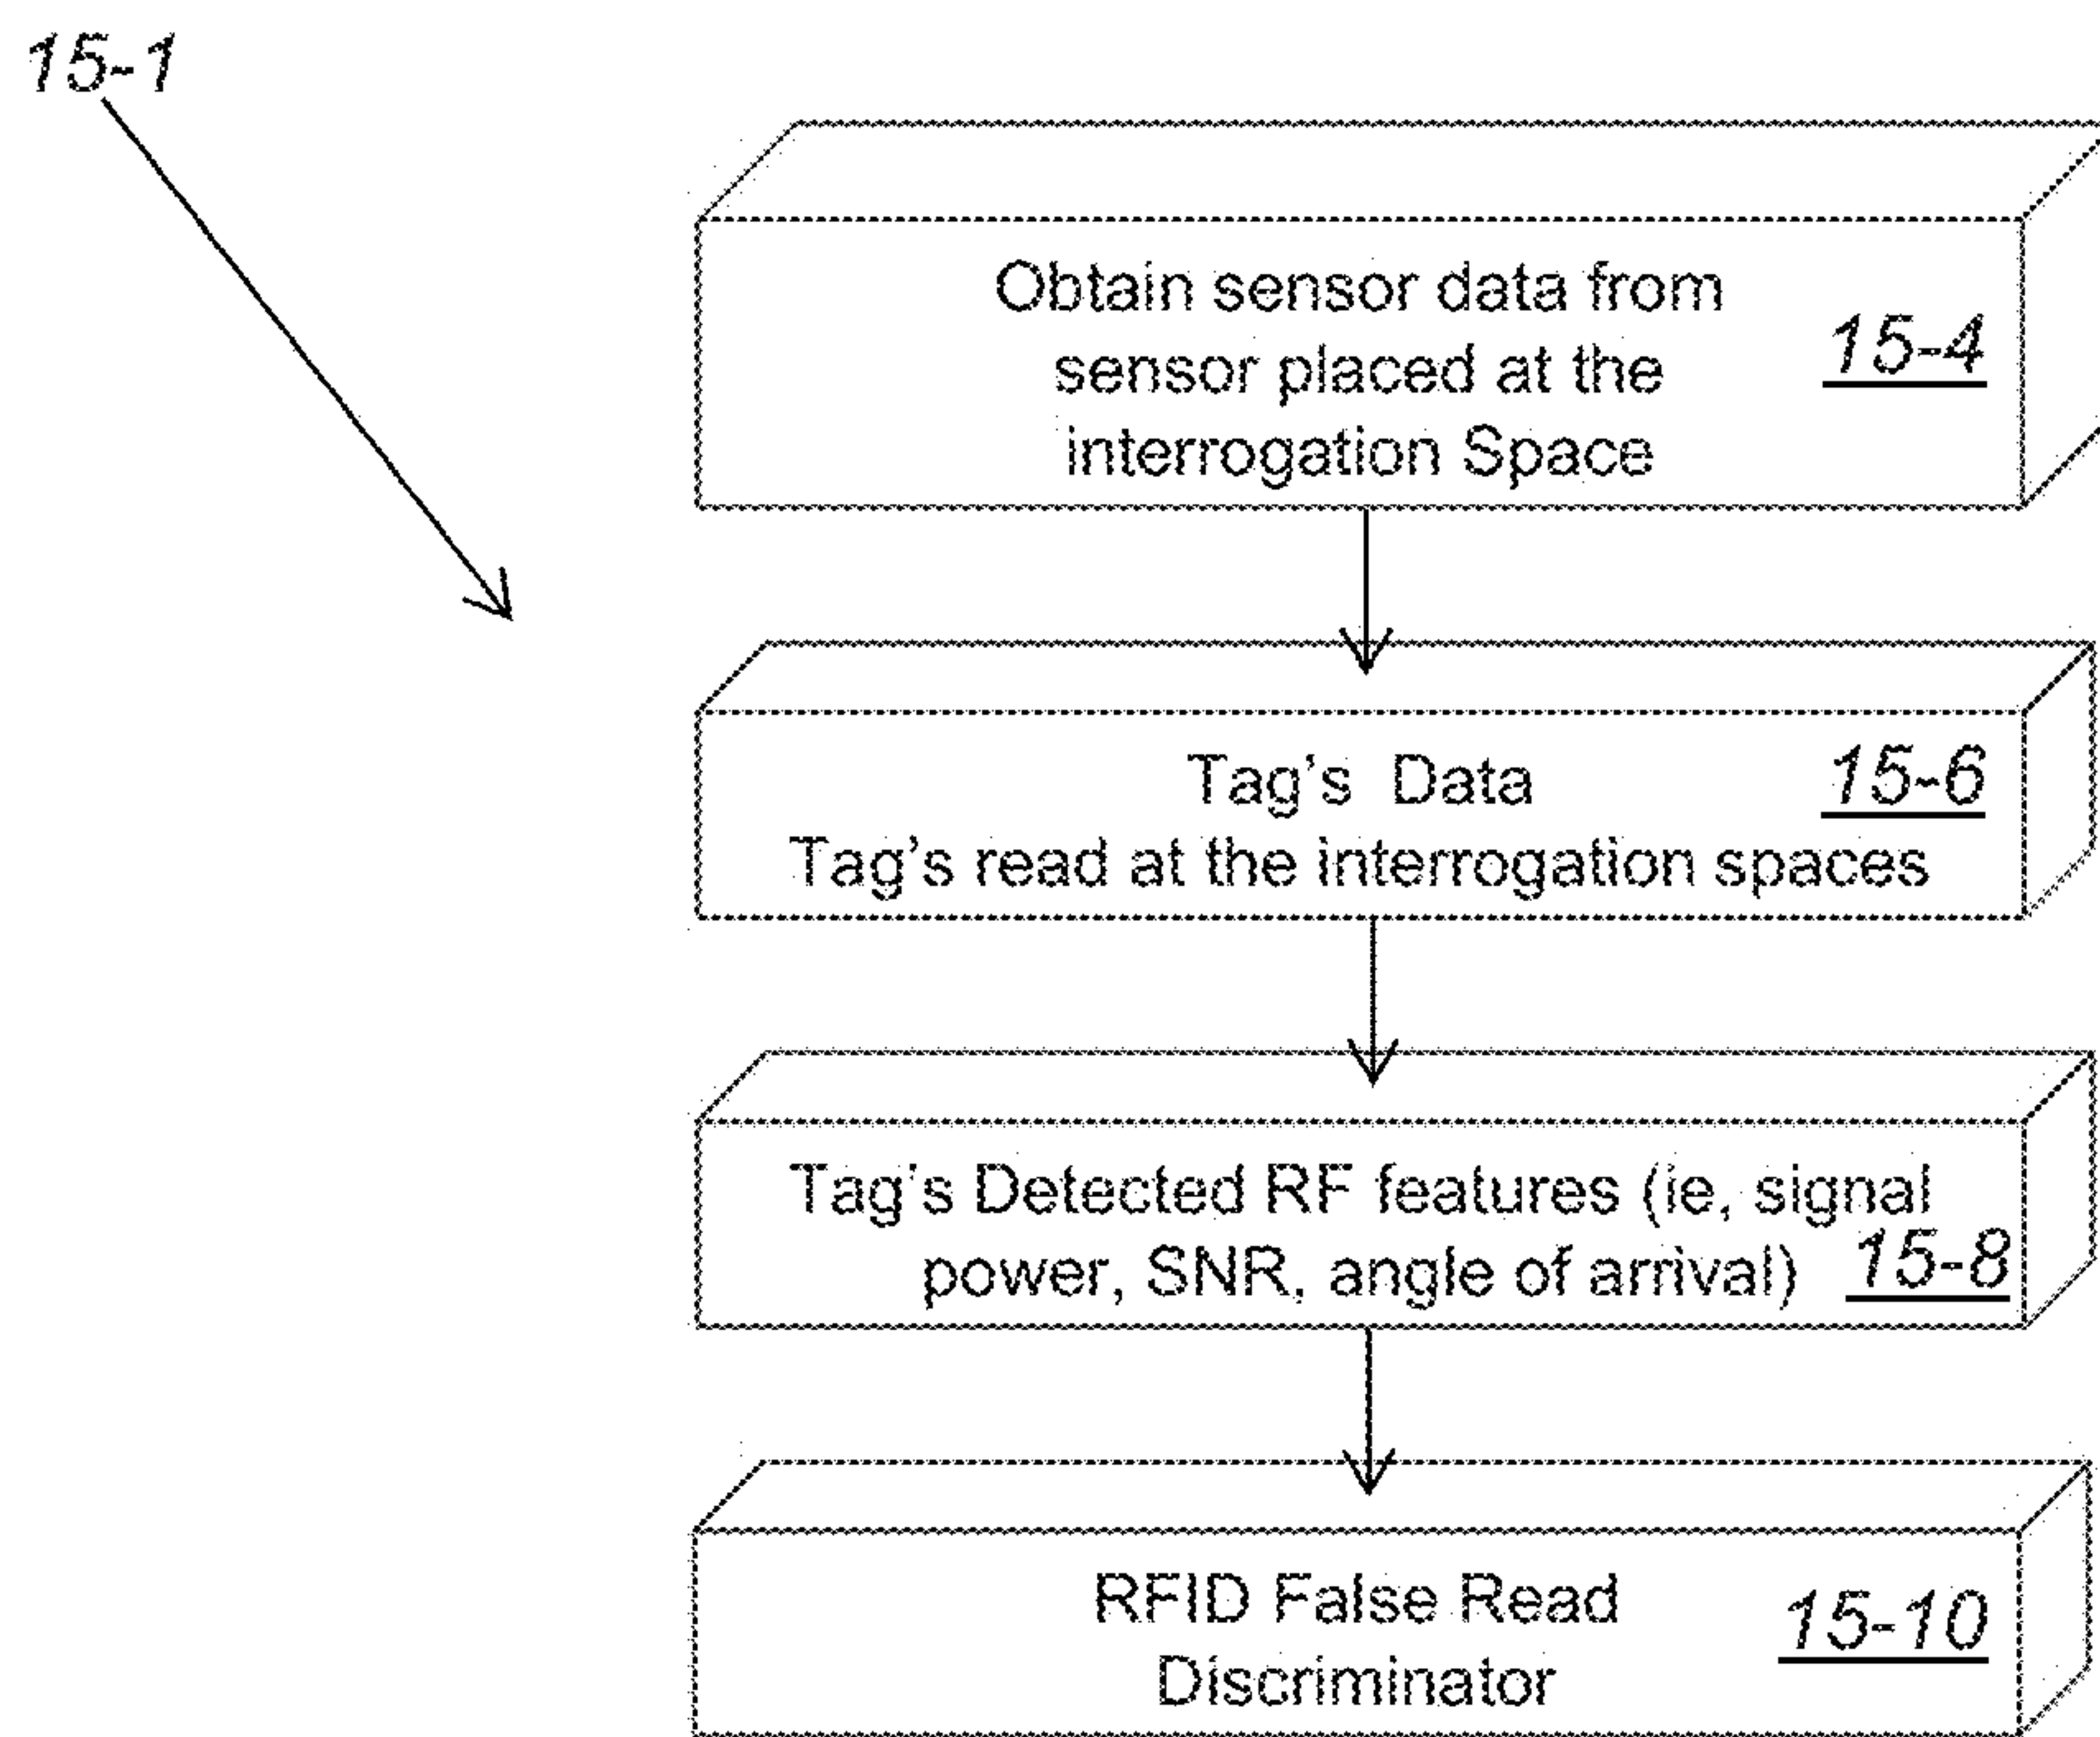 15-1
Obtain sensor data from
sensor placed at the
interrogation Space
15-4
Tag's Data
15-6
Tag's read at the interrogation spaces
Tag's Detected RF features (ie, signal
power, SNR, angle of arrival)
15-8
RFID False Read
Discriminator
15-10